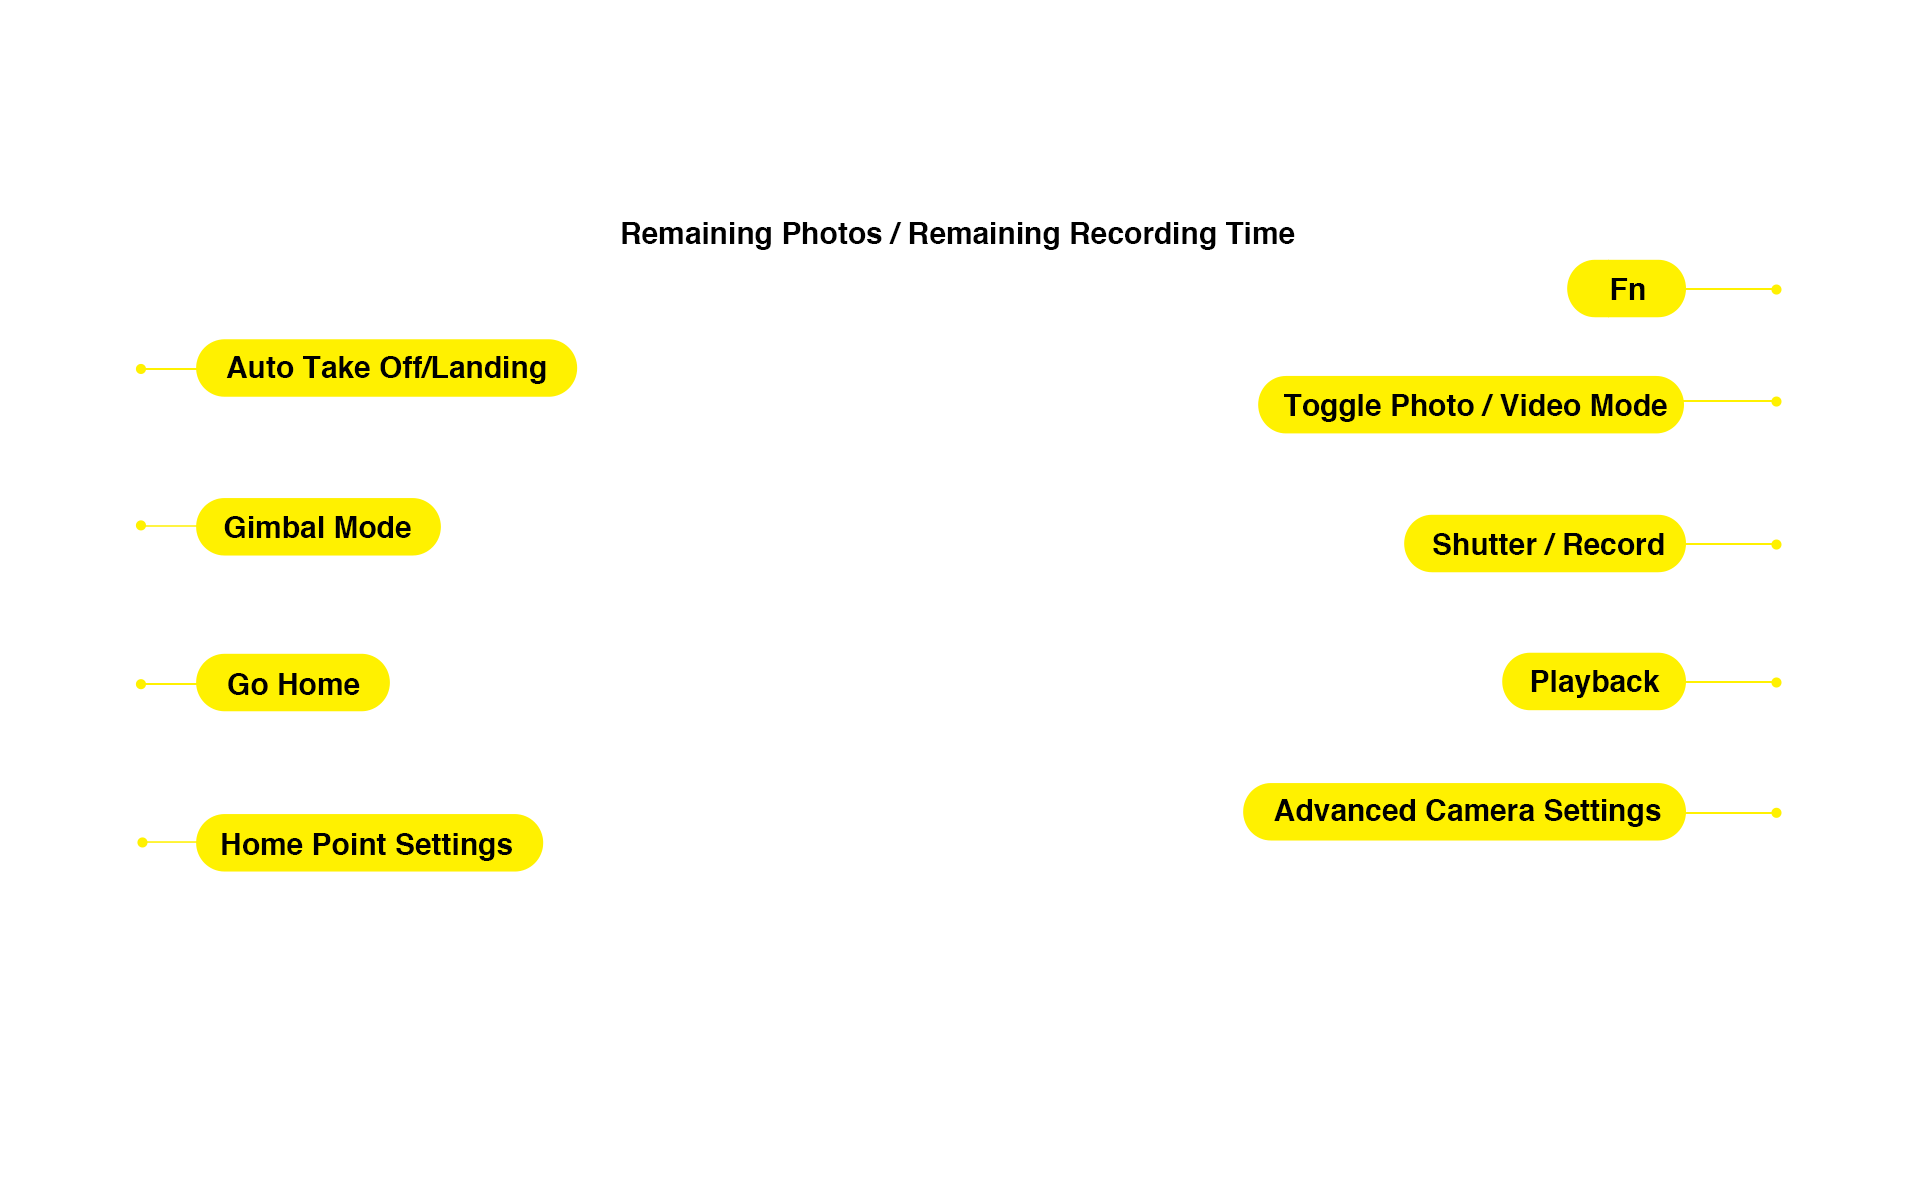 Remaining Photos / Remaining Recording Time
Fn
Auto Take Off/Landing
Toggle Photo / Video Mode
Gimbal Mode
Shutter / Record
Go Home
Playback
Advanced Camera Settings
Home Point Settings